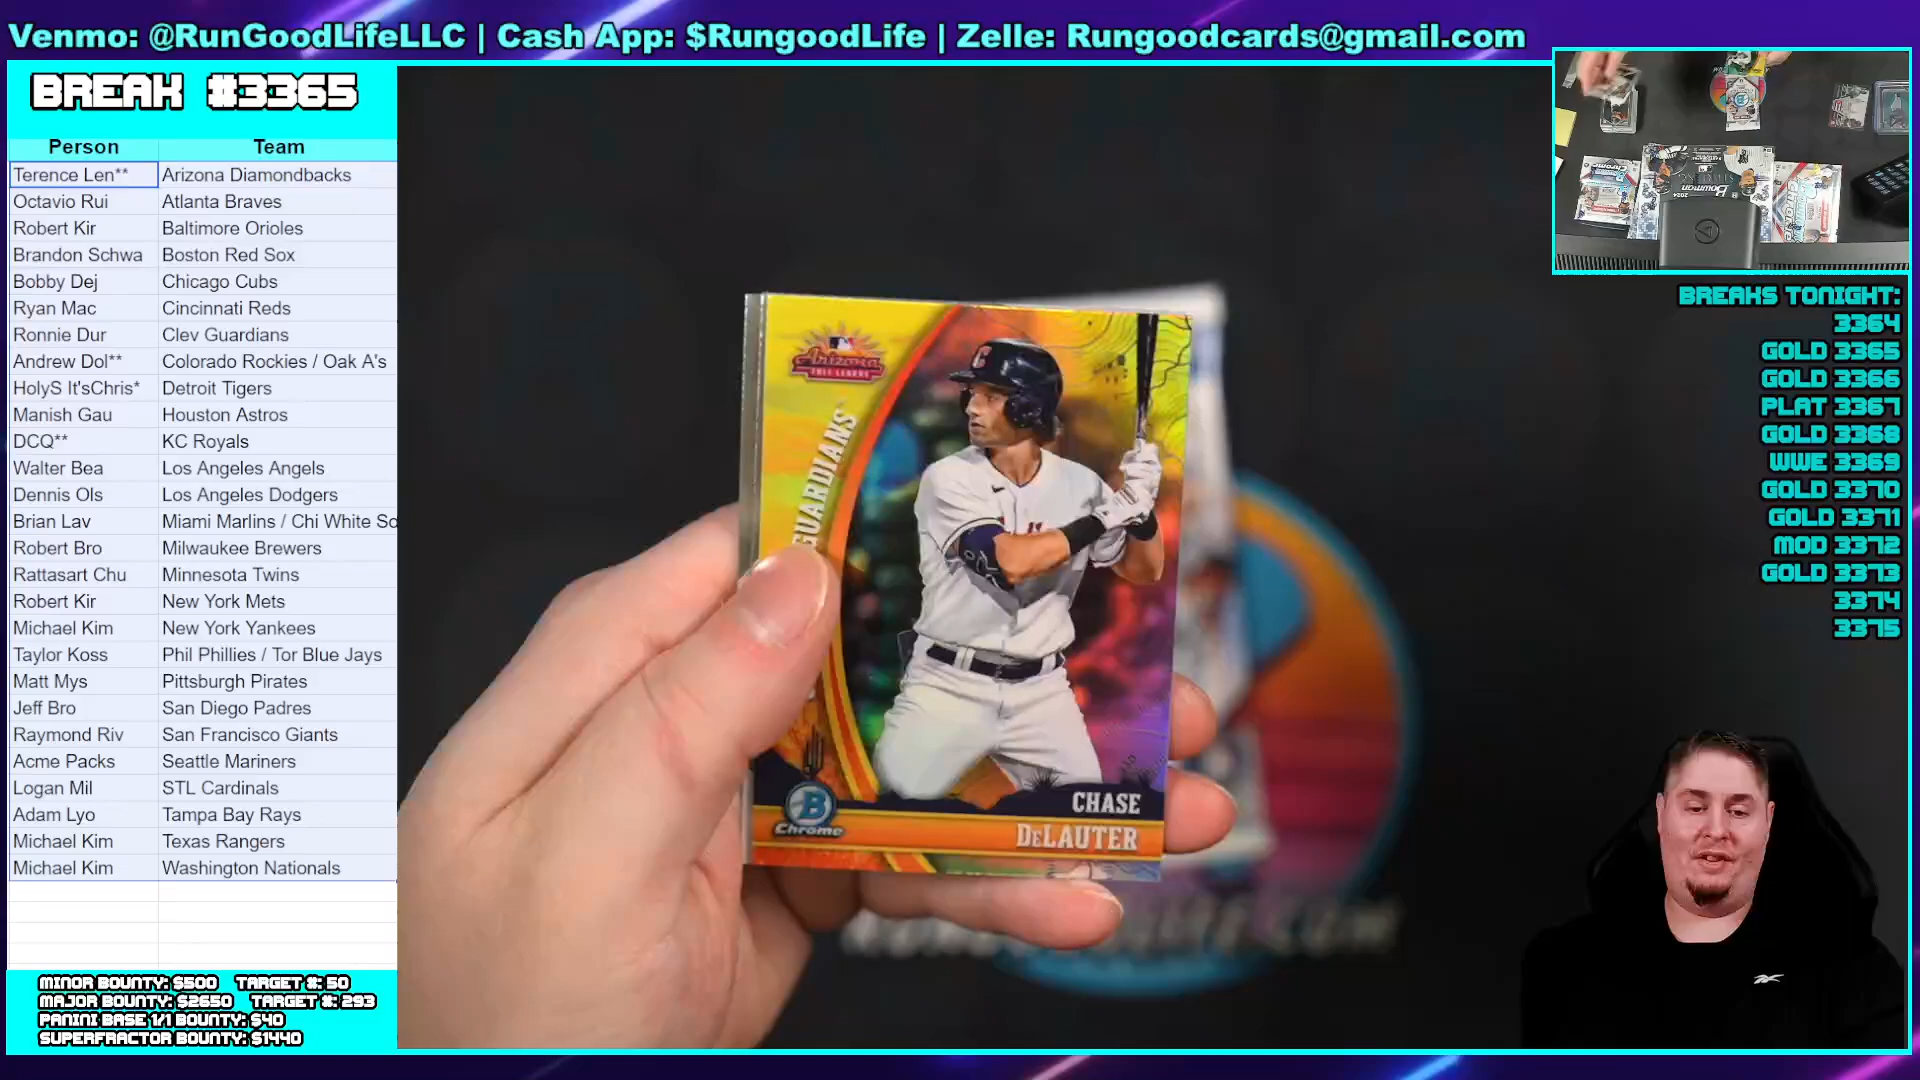 Venmo: @RunGoodLifeLLC | Cash App: $RungoodLife | Zelle: Rungoodcards@gmail.com
BREAK #3365
Person Team
Terence Len** Arizona Diamondbacks
Octavio Rui Atlanta Braves
Robert Kir Baltimore Orioles
Brandon Schwa Boston Red Sox
Bobby Dej Chicago Cubs
Ryan Mac Cincinnati Reds
Ronnie Dur Clev Guardians
Andrew Dol** Colorado Rockies / Oak A's
HolyS It'sChris* Detroit Tigers
Manish Gau Houston Astros
DCQ** KC Royals
Walter Bea Los Angeles Angels
Dennis Ols Los Angeles Dodgers
Brian Lav Miami Marlins / Chi White So
Robert Bro Milwaukee Brewers
Rattasart Chu Minnesota Twins
Robert Kir New York Mets
Michael Kim New York Yankees
Taylor Koss Phil Phillies / Tor Blue Jays
Matt Mys Pittsburgh Pirates
Jeff Bro San Diego Padres
Raymond Riv San Francisco Giants
Acme Packs Seattle Mariners
Logan Mil STL Cardinals
Adam Lyo Tampa Bay Rays
Michael Kim Texas Rangers
Michael Kim Washington Nationals
MINOR BOUNTY: $500 TARGET #: 50
MAJOR BOUNTY: $2650 TARGET #: 293
PANINI BASE 1/1 BOUNTY: $40
SUPERFRACTOR BOUNTY: $1440
Arizona
FALL LEAGUE
GUARDIANS
C
B
Chrome
CHASE
DELAUTER
Bowman
2024
BREAKS TONIGHT:
3364
GOLD 3365
GOLD 3366
PLAT 3367
GOLD 3368
WWE 3369
GOLD 3370
GOLD 3371
MOD 3372
GOLD 3373
3374
3375